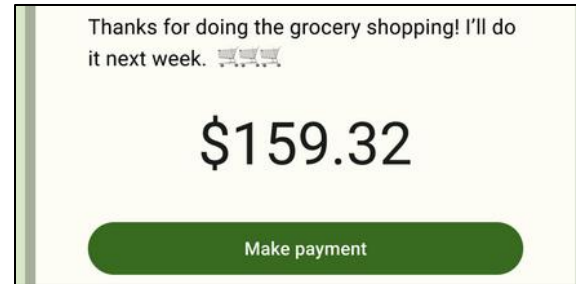 Thanks for doing the grocery shopping! I’ll do
it next week. 🛒🛒🛒
$159.32
Make payment